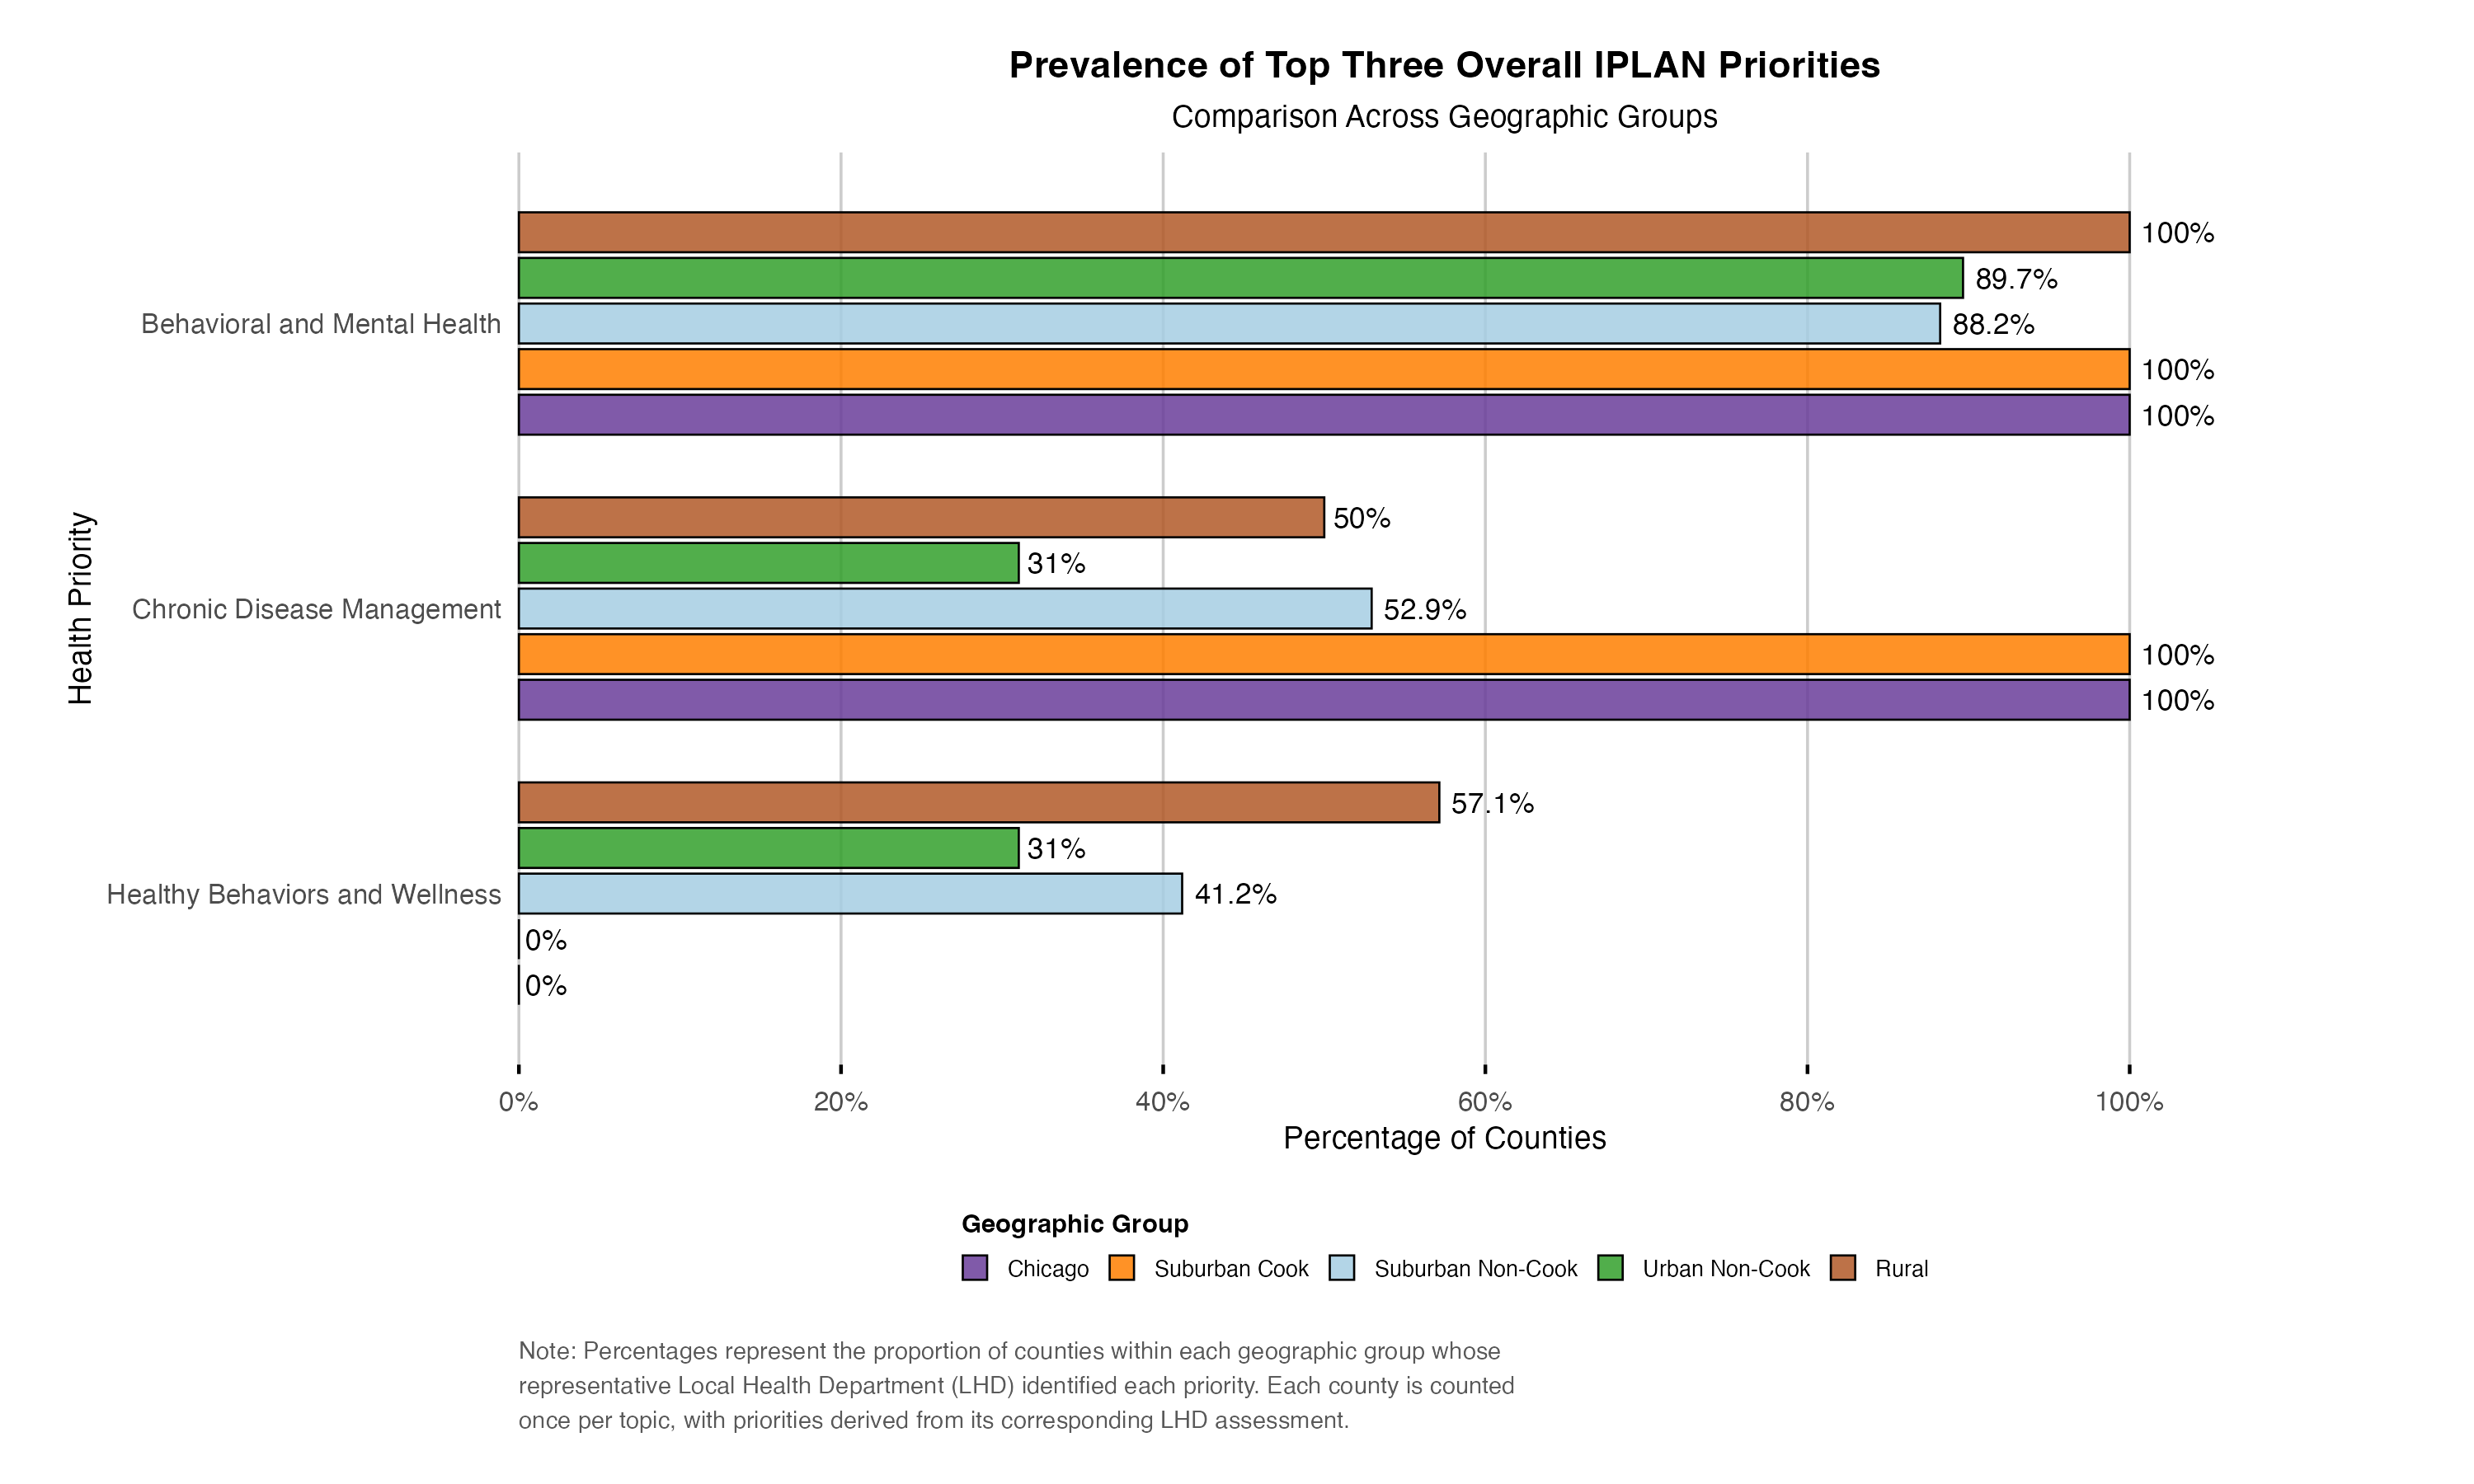 Prevalence of Top Three Overall IPLAN Priorities
Comparison Across Geographic Groups
Health Priority
Behavioral and Mental Health
100%
89.7%
88.2%
100%
100%
Chronic Disease Management
50%
31%
52.9%
100%
100%
Healthy Behaviors and Wellness
57.1%
31%
41.2%
0%
0%
0% 20% 40% 60% 80% 100%
Percentage of Counties
Geographic Group
Chicago Suburban Cook Suburban Non-Cook Urban Non-Cook Rural
Note: Percentages represent the proportion of counties within each geographic group whose
representative Local Health Department (LHD) identified each priority. Each county is counted
once per topic, with priorities derived from its corresponding LHD assessment.